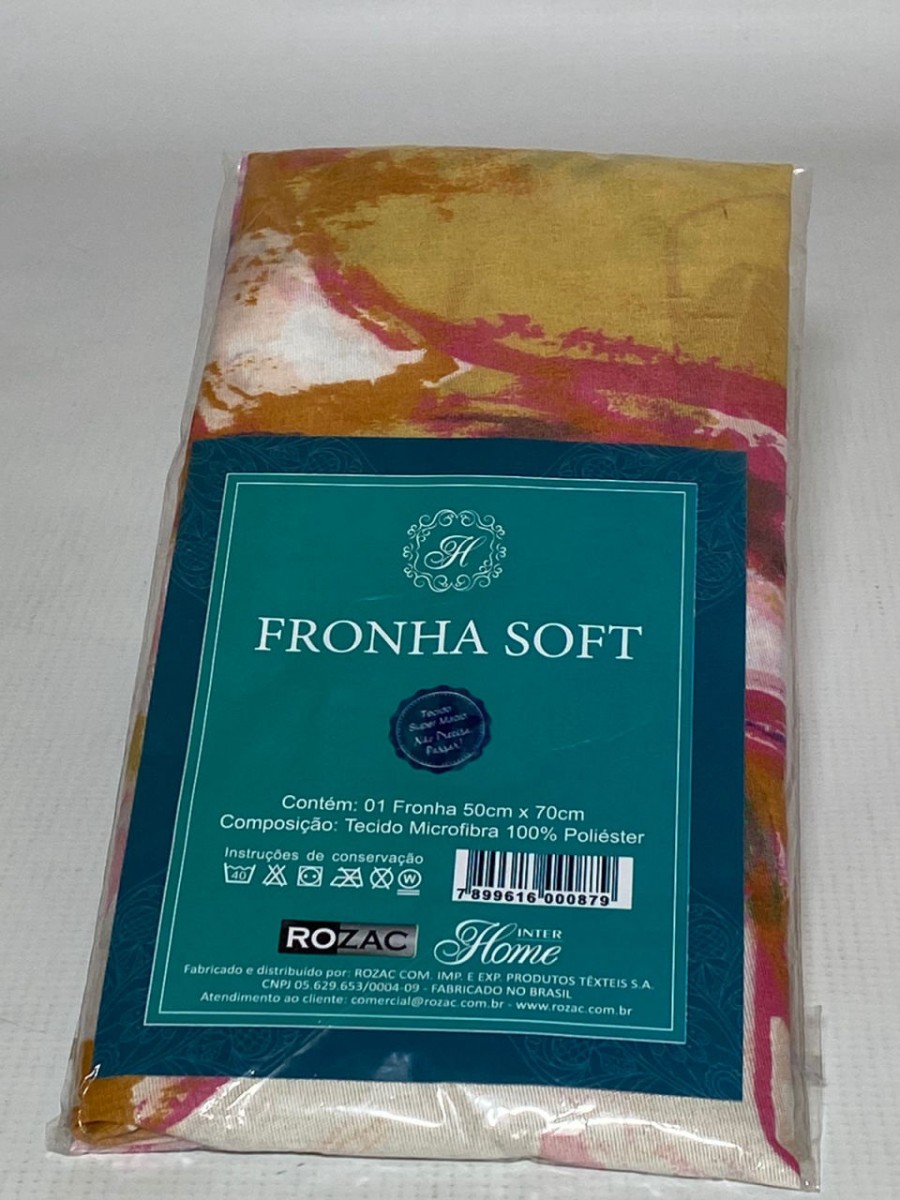 H
FRONHA SOFT
Tecido
Super Macio
Não Precisa
Passar!
Contém: 01 Fronha 50cm x 70cm
Composição: Tecido Microfibra 100% Poliéster
Instruções de conservação
40
W
7 899616 000879
ROZAC
INTER
Home
Fabricado e distribuído por: ROZAC COM. IMP. E EXP. PRODUTOS TÊXTEIS S.A.
CNPJ 05.629.653/0004-09 - FABRICADO NO BRASIL
Atendimento ao cliente: comercial@rozac.com.br - www.rozac.com.br